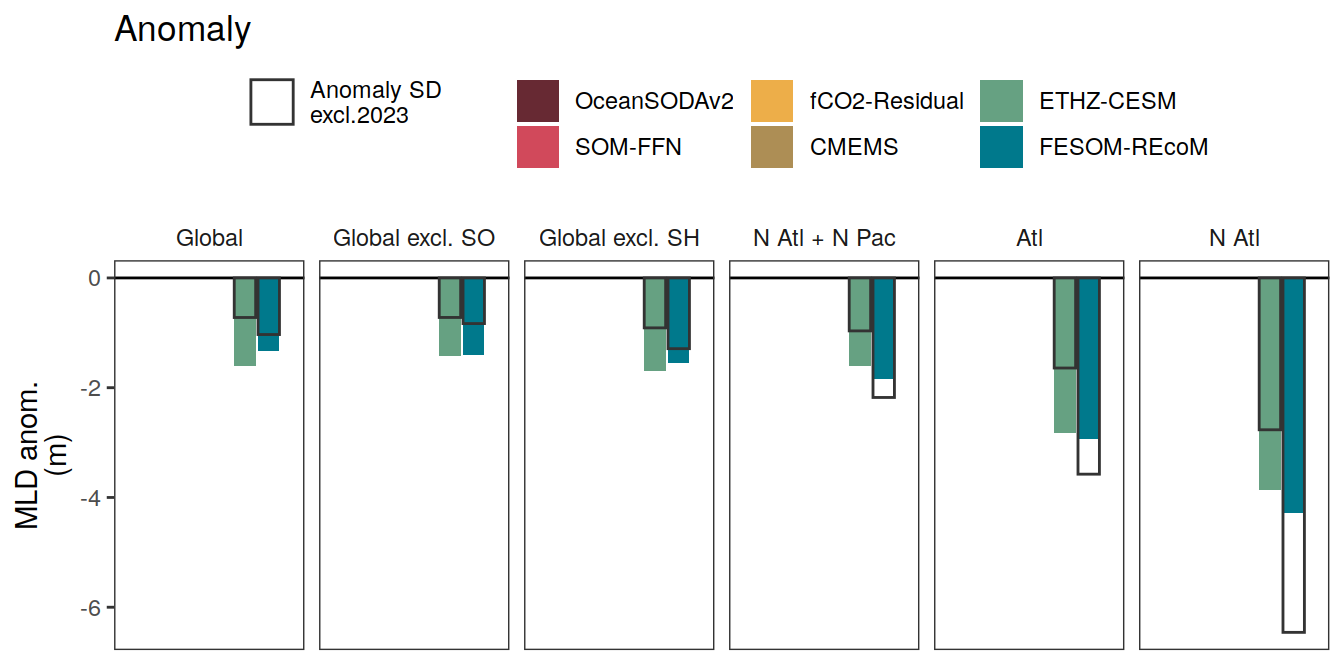 Anomaly
Anomaly SD
excl.2023
OceanSODAv2
fCO2-Residual
ETHZ-CESM
SOM-FFN
CMEMS
FESOM-REcoM
Global
Global excl. SO
Global excl. SH
N Atl + N Pac
Atl
N Atl
MLD anom.
(m)
0
-2
-4
-6